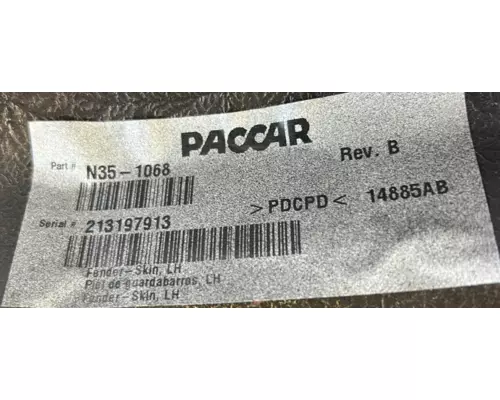 PACCAR
Part # N35-1068
Rev. B
>PDCPD< 14885AB
Serial # 213197913
Fender-Skin, LH
Piel de guardabarros, LH
Fender-Skin, LH